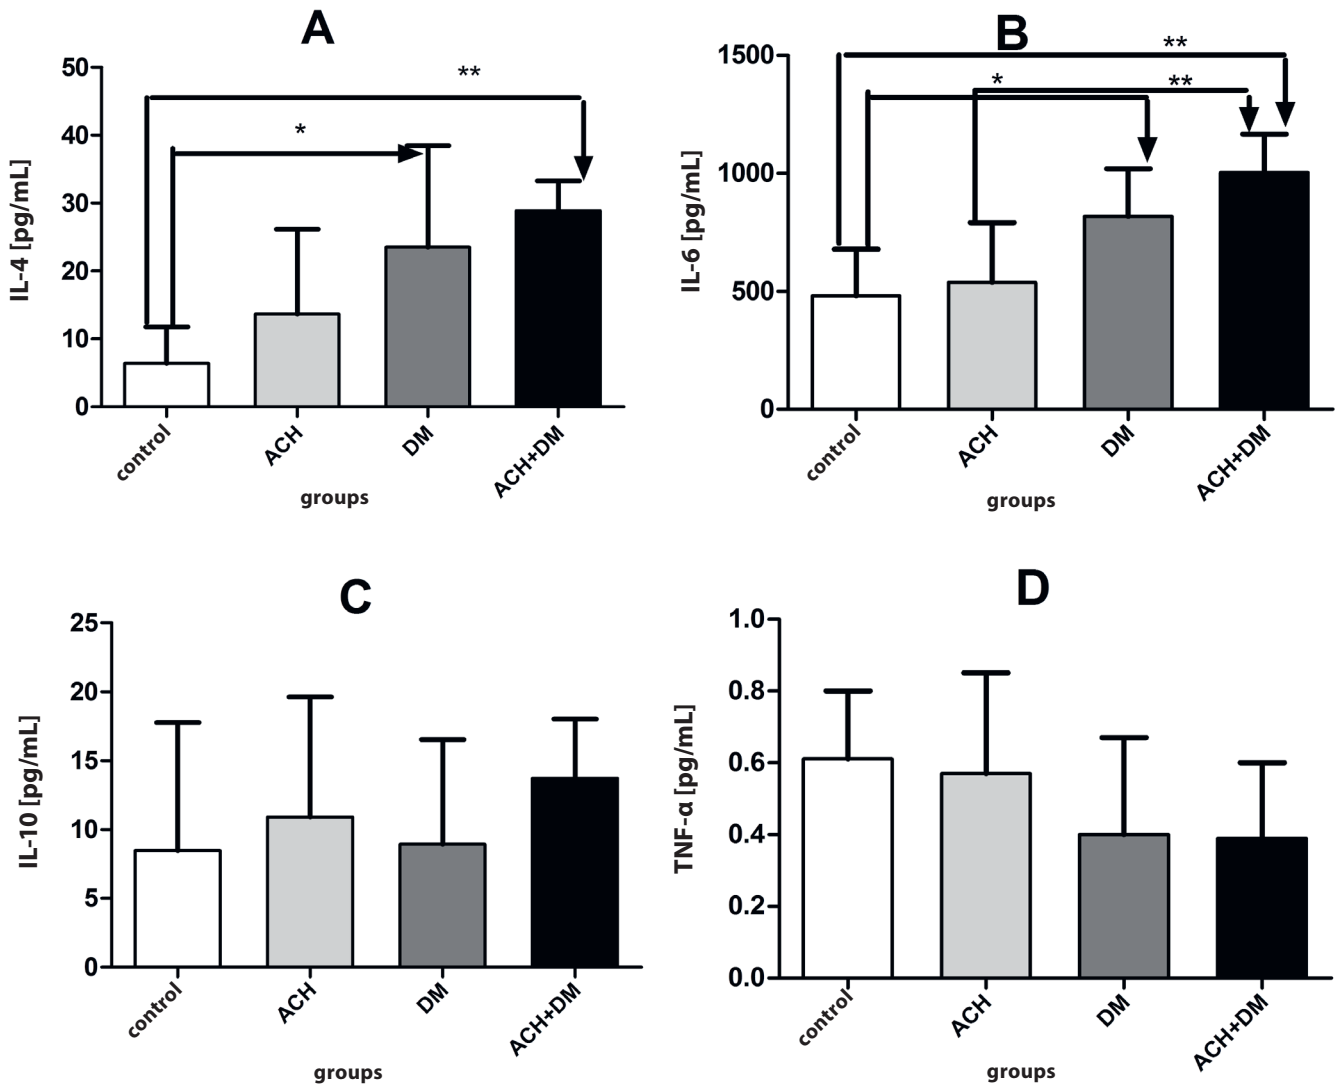 A
IL-4 [pg/mL]
50
40
30
20
10
0
**
*
control
ACH
DM
ACH+DM
groups
B
IL-6 [pg/mL]
1500
1000
500
0
**
*
**
control
ACH
DM
ACH+DM
groups
C
IL-10 [pg/mL]
25
20
15
10
5
0
control
ACH
DM
ACH+DM
groups
D
TNF-α [pg/mL]
1.0
0.8
0.6
0.4
0.2
0.0
control
ACH
DM
ACH+DM
groups